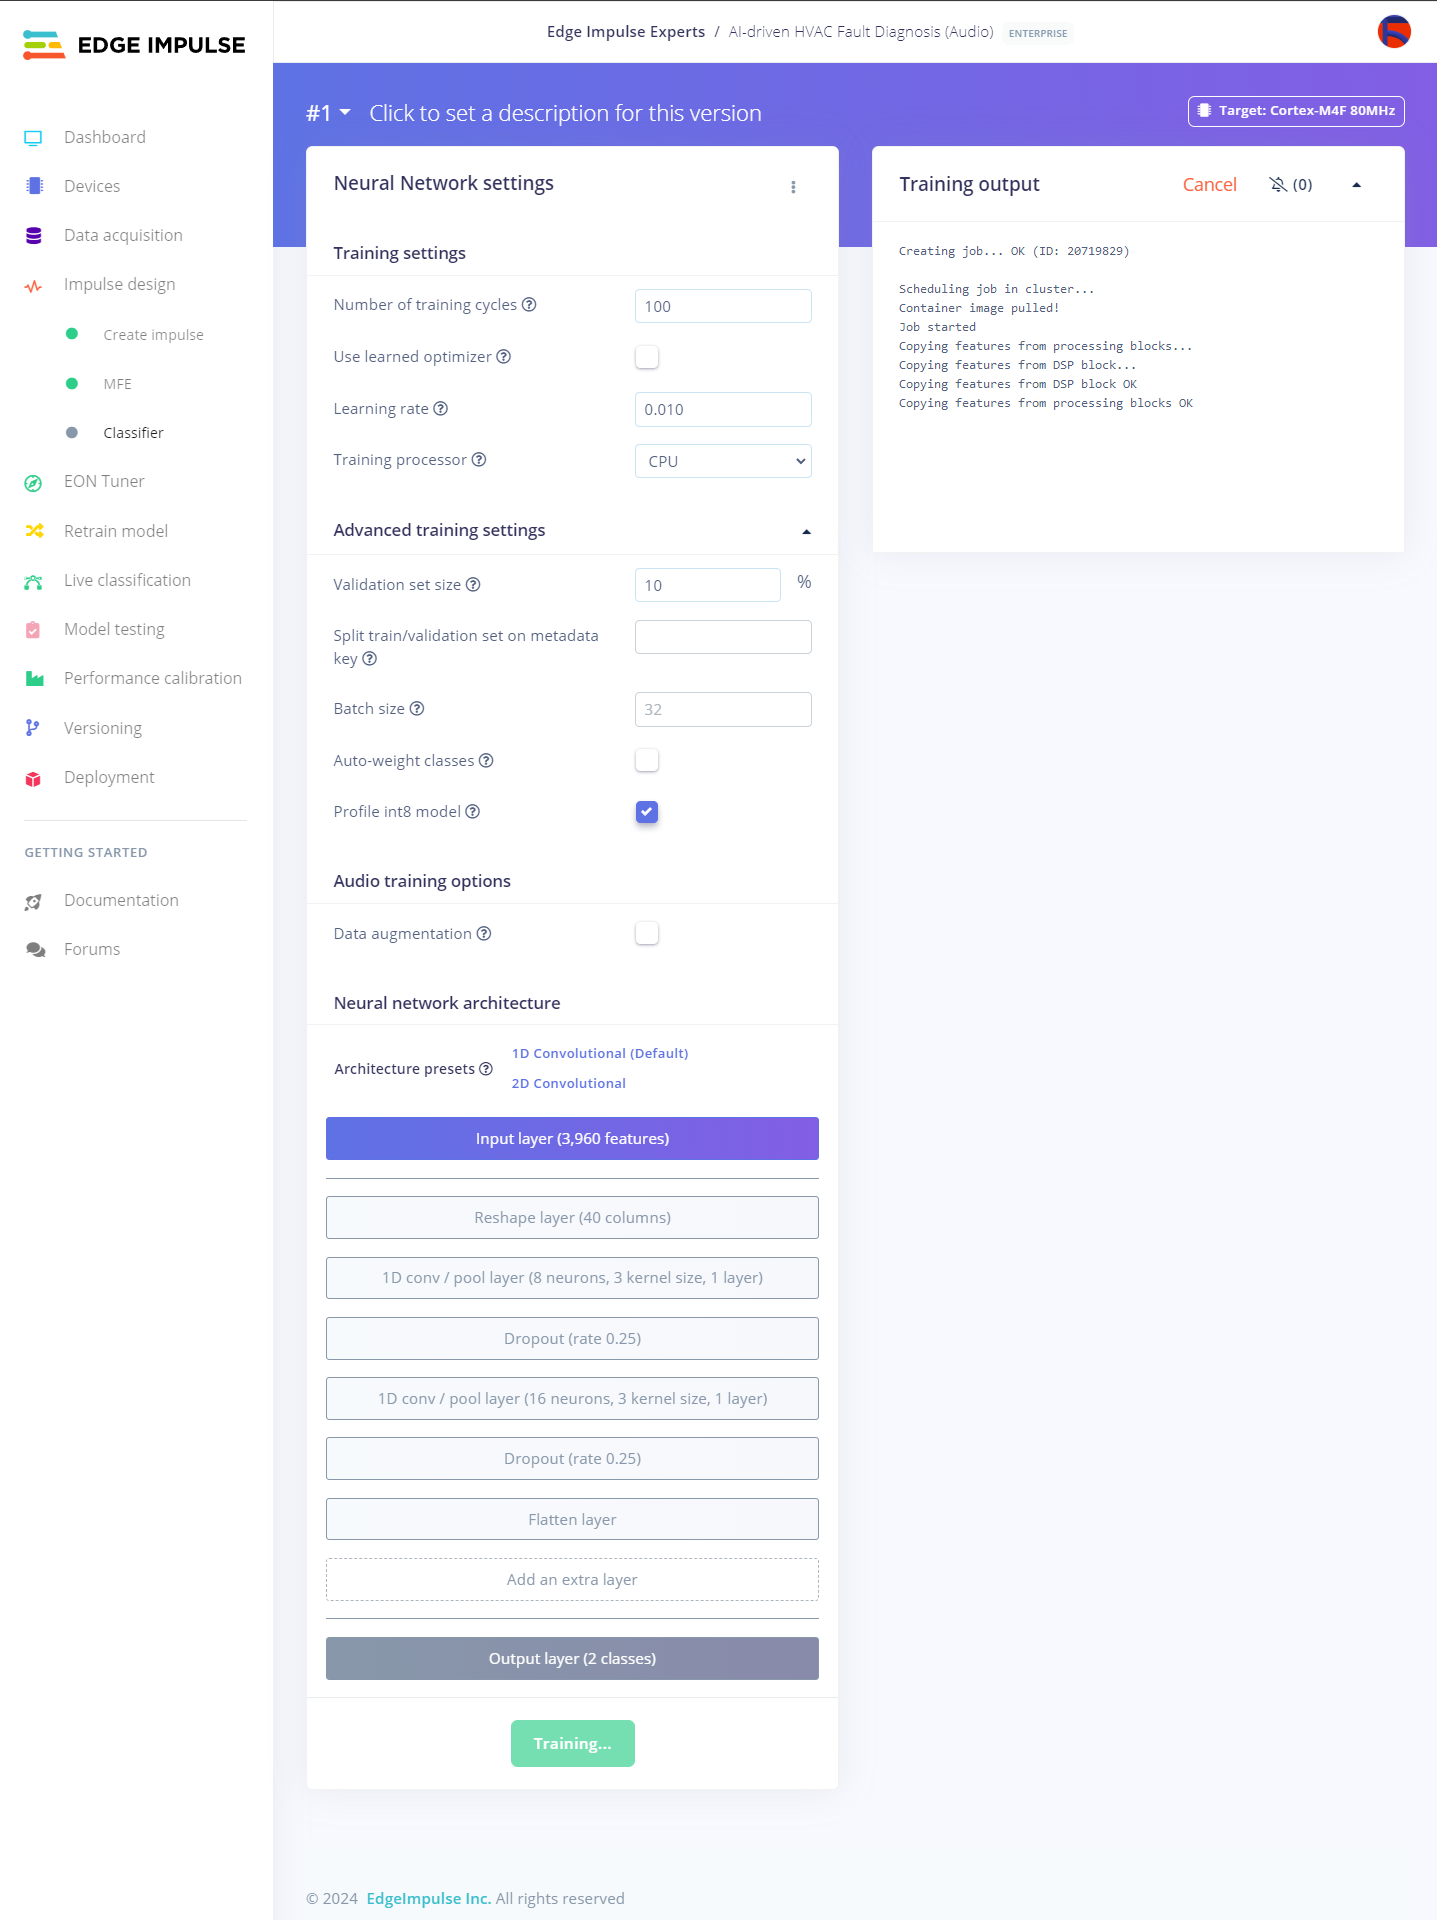 EDGE IMPULSE
Edge Impulse Experts / AI-driven HVAC Fault Diagnosis (Audio) ENTERPRISE
Dashboard
Devices
Data acquisition
Impulse design
Create impulse
MFE
Classifier
EON Tuner
Retrain model
Live classification
Model testing
Performance calibration
Versioning
Deployment
GETTING STARTED
Documentation
Forums
#1 Click to set a description for this version
Target: Cortex-M4F 80MHz
Neural Network settings
Training settings
Number of training cycles 100
Use learned optimizer
Learning rate 0.010
Training processor CPU
Advanced training settings
Validation set size 10 %
Split train/validation set on metadata
key
Batch size 32
Auto-weight classes
Profile int8 model
Audio training options
Data augmentation
Neural network architecture
Architecture presets
1D Convolutional (Default)
2D Convolutional
Input layer (3,960 features)
Reshape layer (40 columns)
1D conv / pool layer (8 neurons, 3 kernel size, 1 layer)
Dropout (rate 0.25)
1D conv / pool layer (16 neurons, 3 kernel size, 1 layer)
Dropout (rate 0.25)
Flatten layer
Add an extra layer
Output layer (2 classes)
Training...
Training output Cancel (0)
Creating job... OK (ID: 20719829)
Scheduling job in cluster...
Container image pulled!
Job started
Copying features from processing blocks...
Copying features from DSP block...
Copying features from DSP block OK
Copying features from processing blocks OK
© 2024 EdgeImpulse Inc. All rights reserved